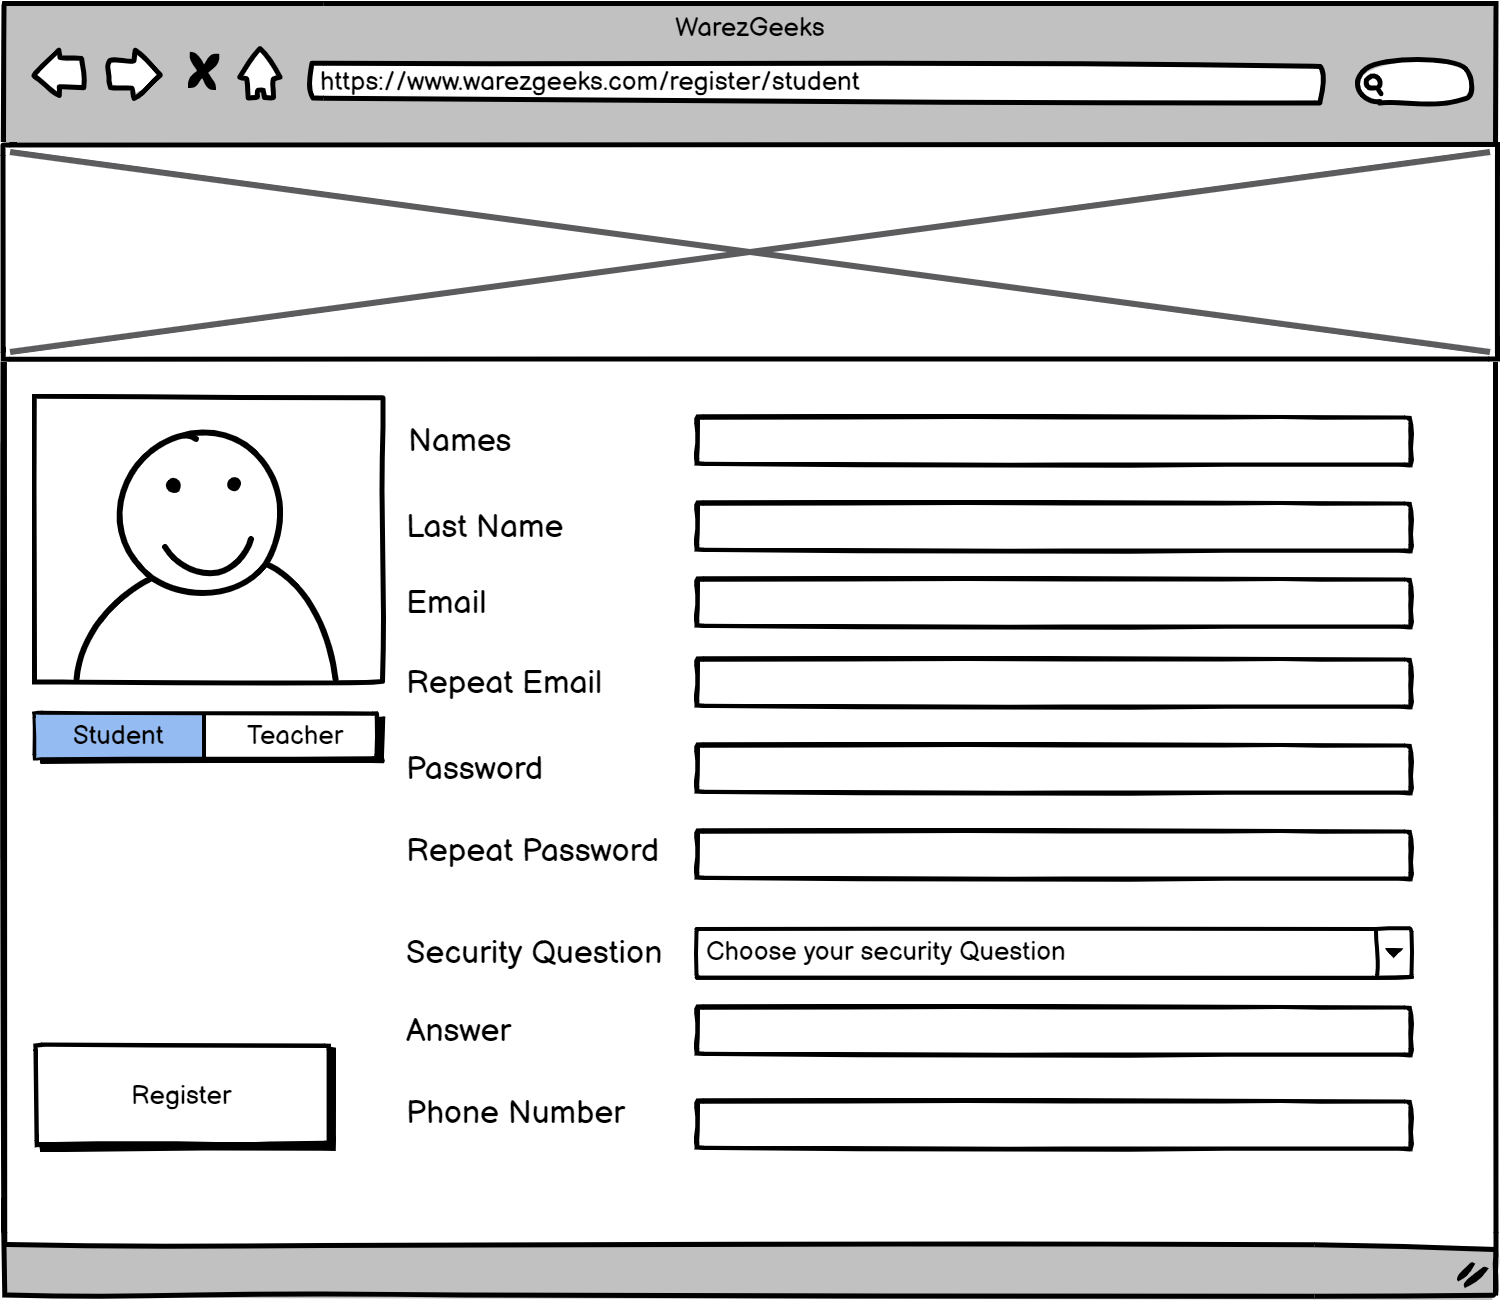 WarezGeeks
https://www.warezgeeks.com/register/student
Names
Last Name
Email
Repeat Email
Student Teacher
Password
Repeat Password
Security Question Choose your security Question
Answer
Register
Phone Number